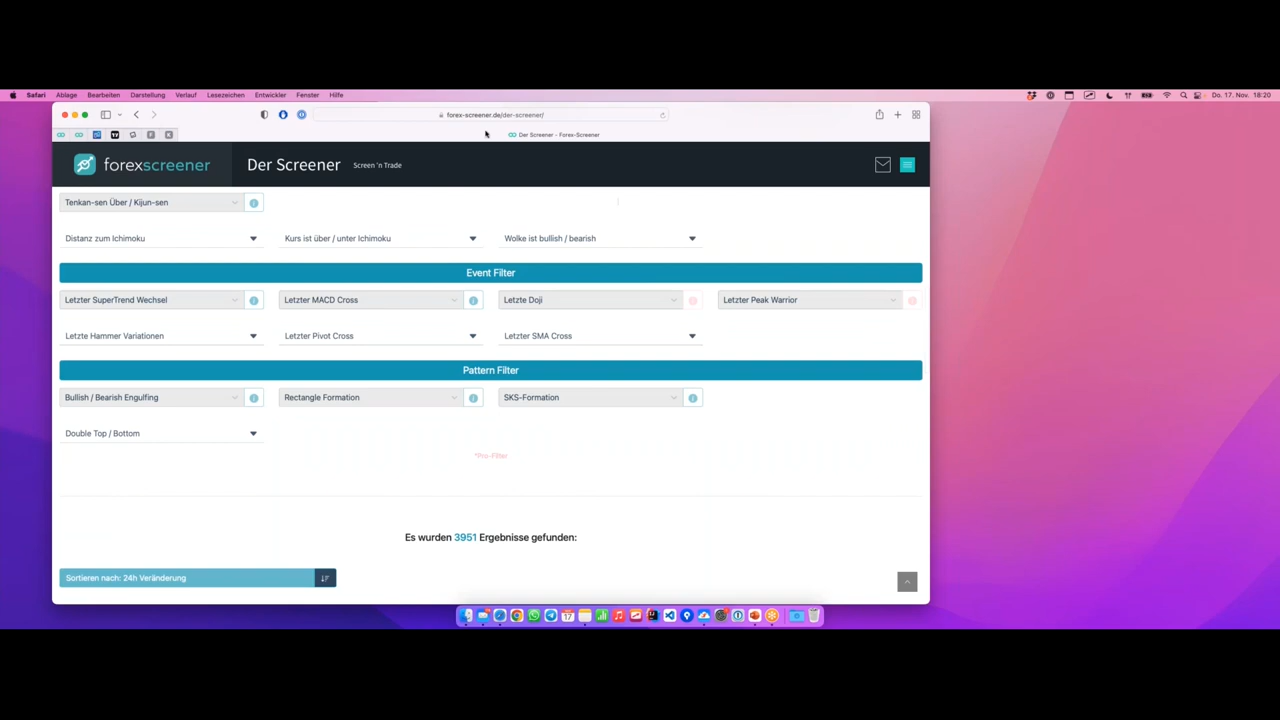 Safari Ablage Bearbeiten Darstellung Verlauf Lesezeichen Entwickler Fenster Hilfe Do. 17. Nov. 18:20
forex-screener.de/der-screener/
Der Screener - Forex-Screener
forexscreener Der Screener Screen 'n Trade
Tenkan-sen Über / Kijun-sen
Distanz zum Ichimoku Kurs ist über / unter Ichimoku Wolke ist bullish / bearish
Event Filter
Letzter SuperTrend Wechsel Letzter MACD Cross Letzte Doji Letzter Peak Warrior
Letzte Hammer Variationen Letzter Pivot Cross Letzter SMA Cross
Pattern Filter
Bullish / Bearish Engulfing Rectangle Formation SKS-Formation
Double Top / Bottom
*Pro-Filter
Es wurden 3951 Ergebnisse gefunden:
Sortieren nach: 24h Veränderung